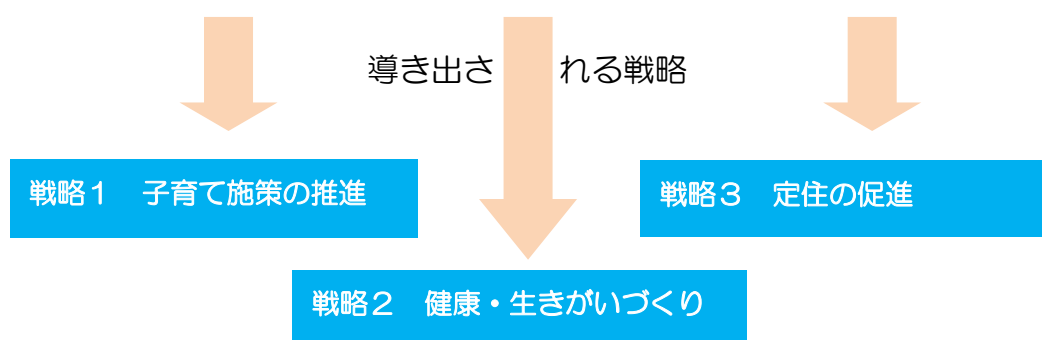 導き出される戦略
戦略１　子育て施策の推進
戦略３　定住の促進
戦略２　健康・生きがいづくり